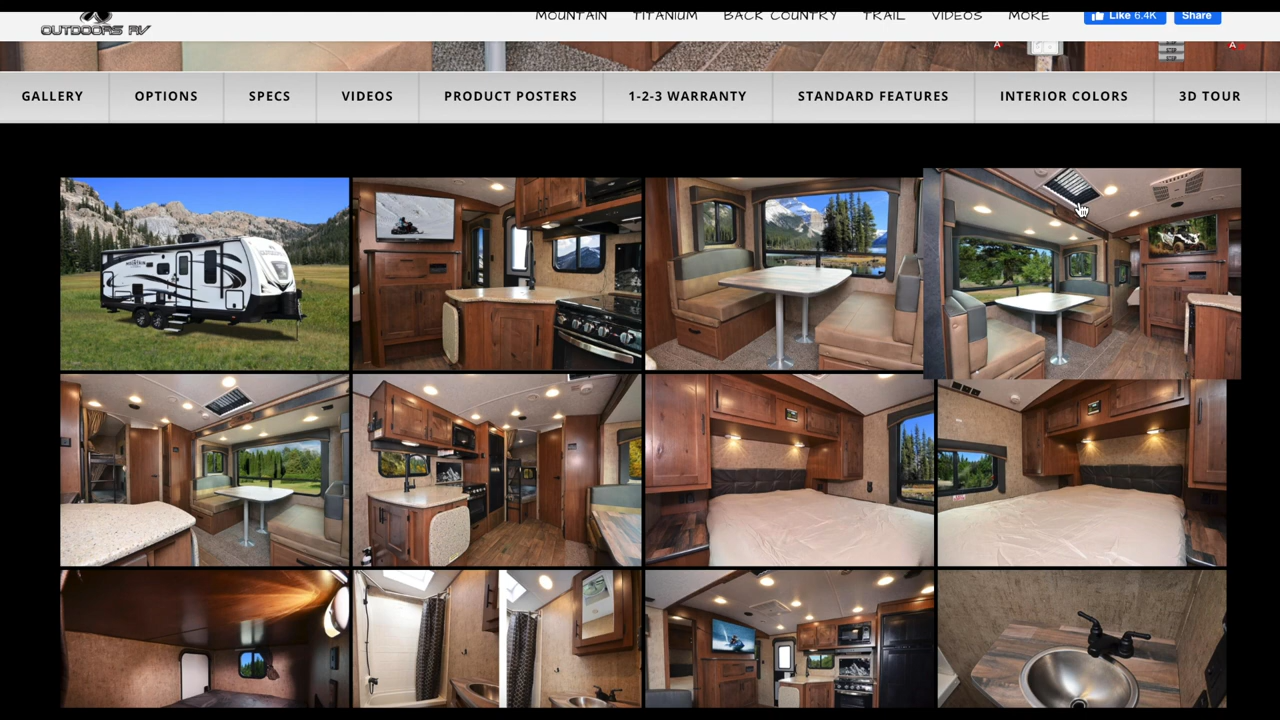 OUTDOORS RV
MOUNTAIN TITANIUM BACK COUNTRY TRAIL VIDEOS MORE
Like 6.4K Share
GALLERY OPTIONS SPECS VIDEOS PRODUCT POSTERS 1-2-3 WARRANTY STANDARD FEATURES INTERIOR COLORS 3D TOUR